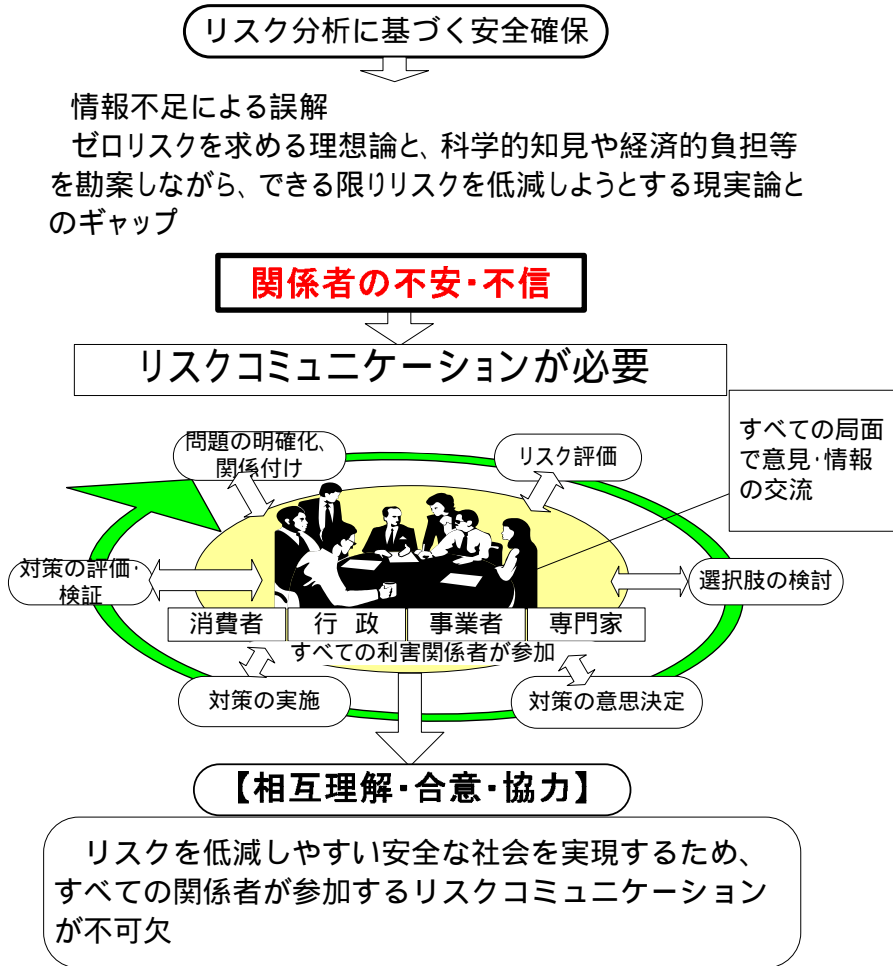 リスク分析に基づく安全確保
情報不足による誤解
ゼロリスクを求める理想論と、科学的知見や経済的負担等
を勘案しながら、できる限りリスクを低減しようとする現実論と
のギャップ
関係者の不安・不信
リスクコミュニケーションが必要
すべての局面
で意見・情報
の交流
問題の明確化、
関係付け
リスク評価
対策の評価・
検証
選択肢の検討
消費者
行 政
事業者
専門家
すべての利害関係者が参加
対策の実施
対策の意思決定
【相互理解・合意・協力】
リスクを低減しやすい安全な社会を実現するため、
すべての関係者が参加するリスクコミュニケーション
が不可欠